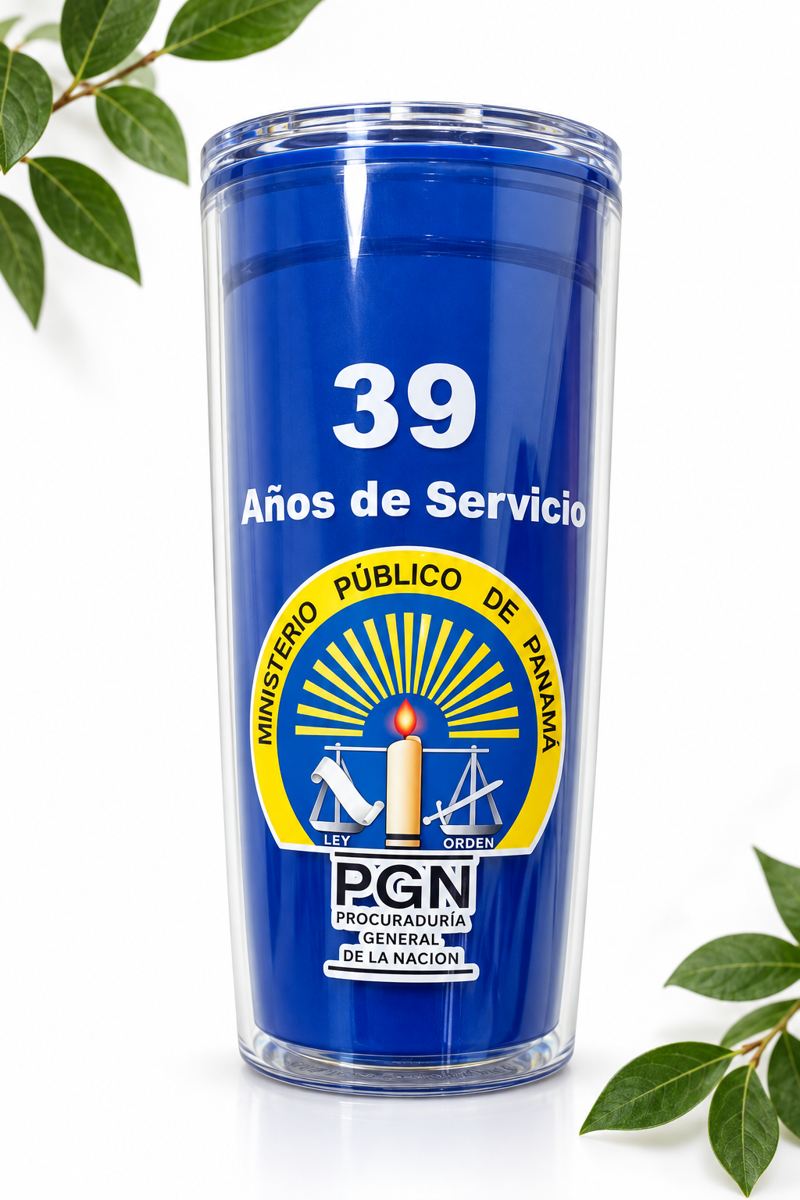 39
Años de Servicio
MINISTERIO PÚBLICO DE PANAMÁ
LEY
ORDEN
PGN
PROCURADURÍA
GENERAL
DE LA NACION